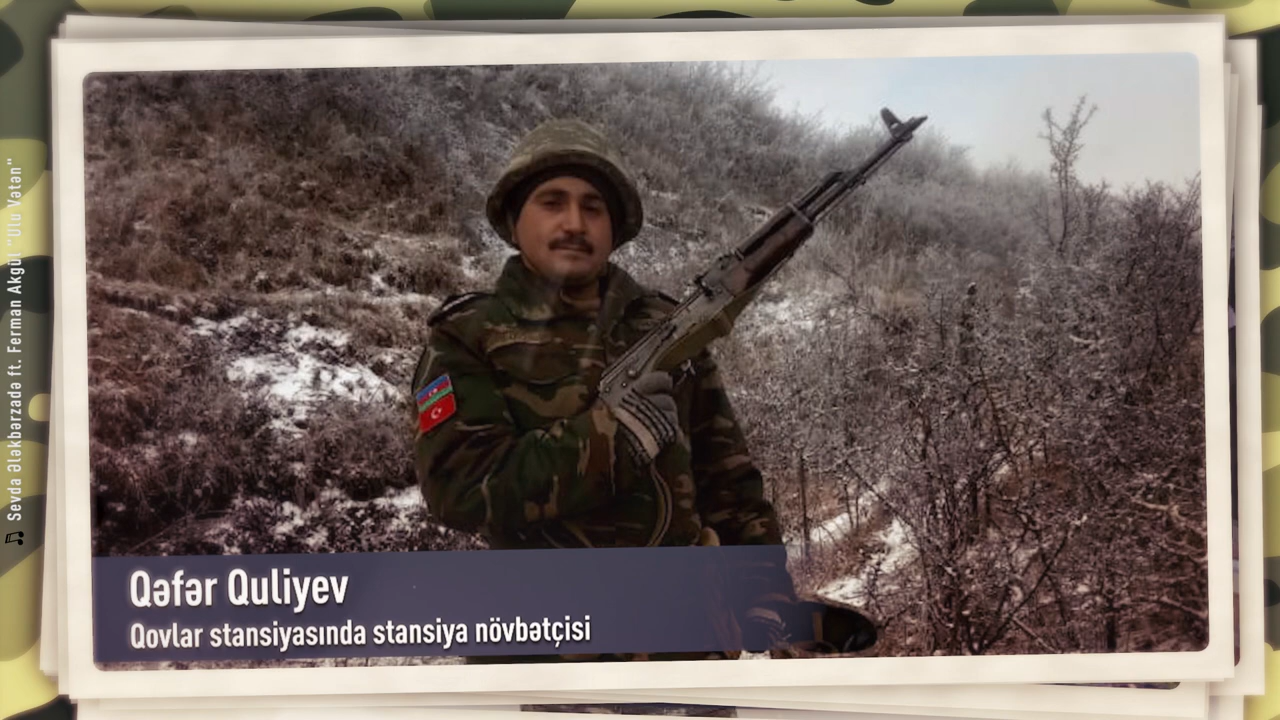 Sevda Ələkbərzadə ft. Ferman Akgül "Ulu Vətən"
Qəfər Quliyev
Qovlar stansiyasında stansiya növbətçisi